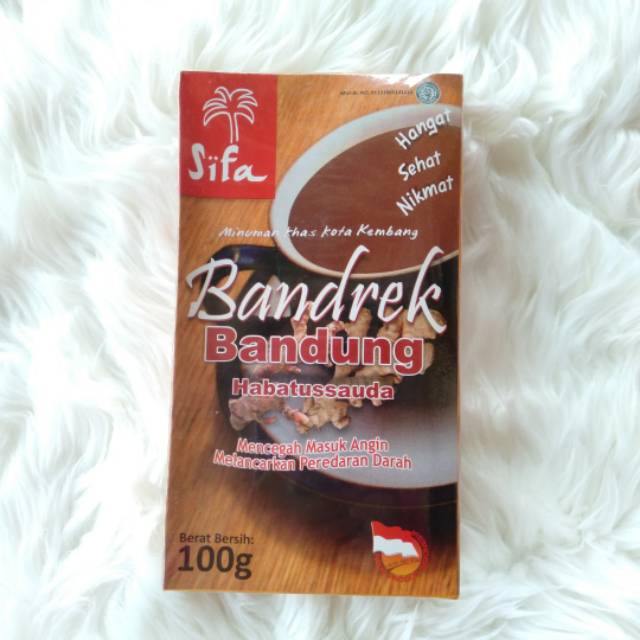 Sifa
Hangat
Sehat
Nikmat
Minuman khas Kota Kembang
Bandrek
Bandung
Habatussauda
Mencegah Masuk Angin
Melancarkan Peredaran Darah
Berat Bersih:
100g